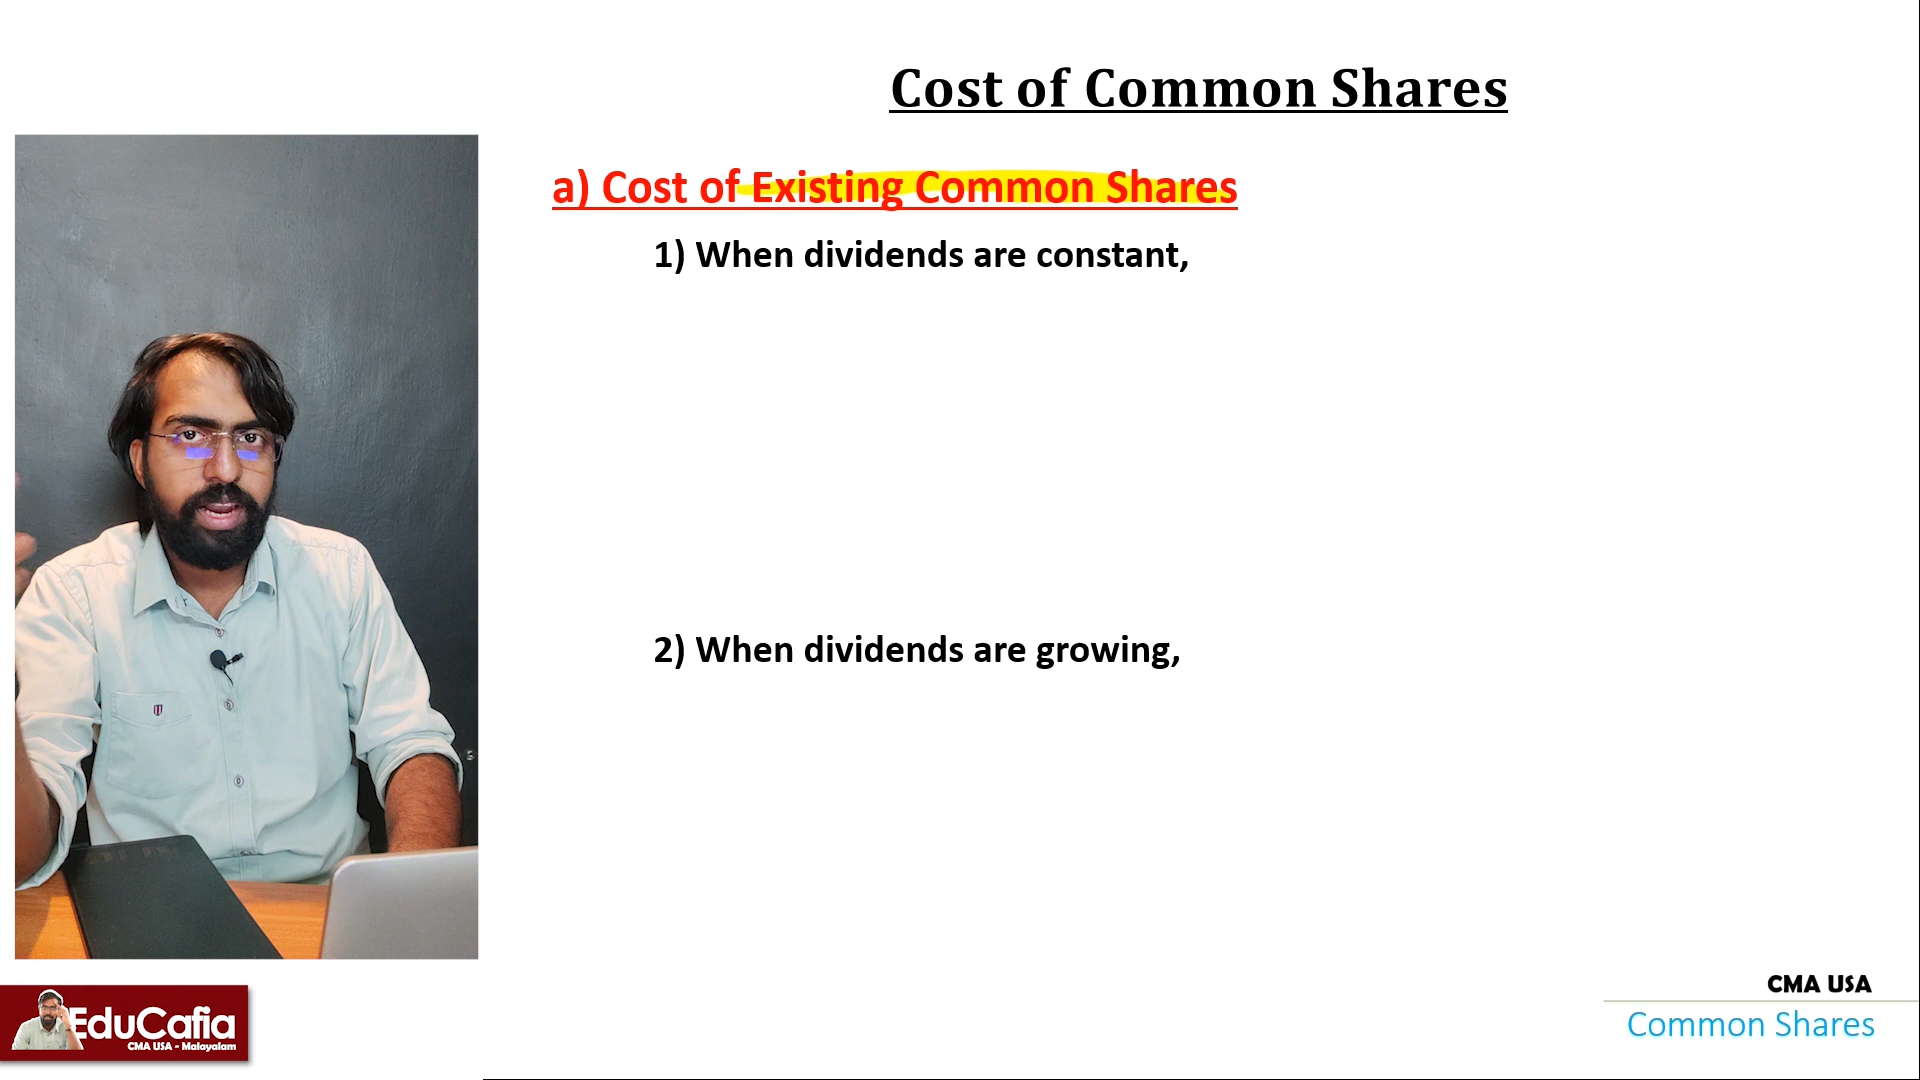 Cost of Common Shares
a) Cost of Existing Common Shares
1) When dividends are constant,
2) When dividends are growing,
EduCafia
CMA USA - Malayalam
CMA USA
Common Shares